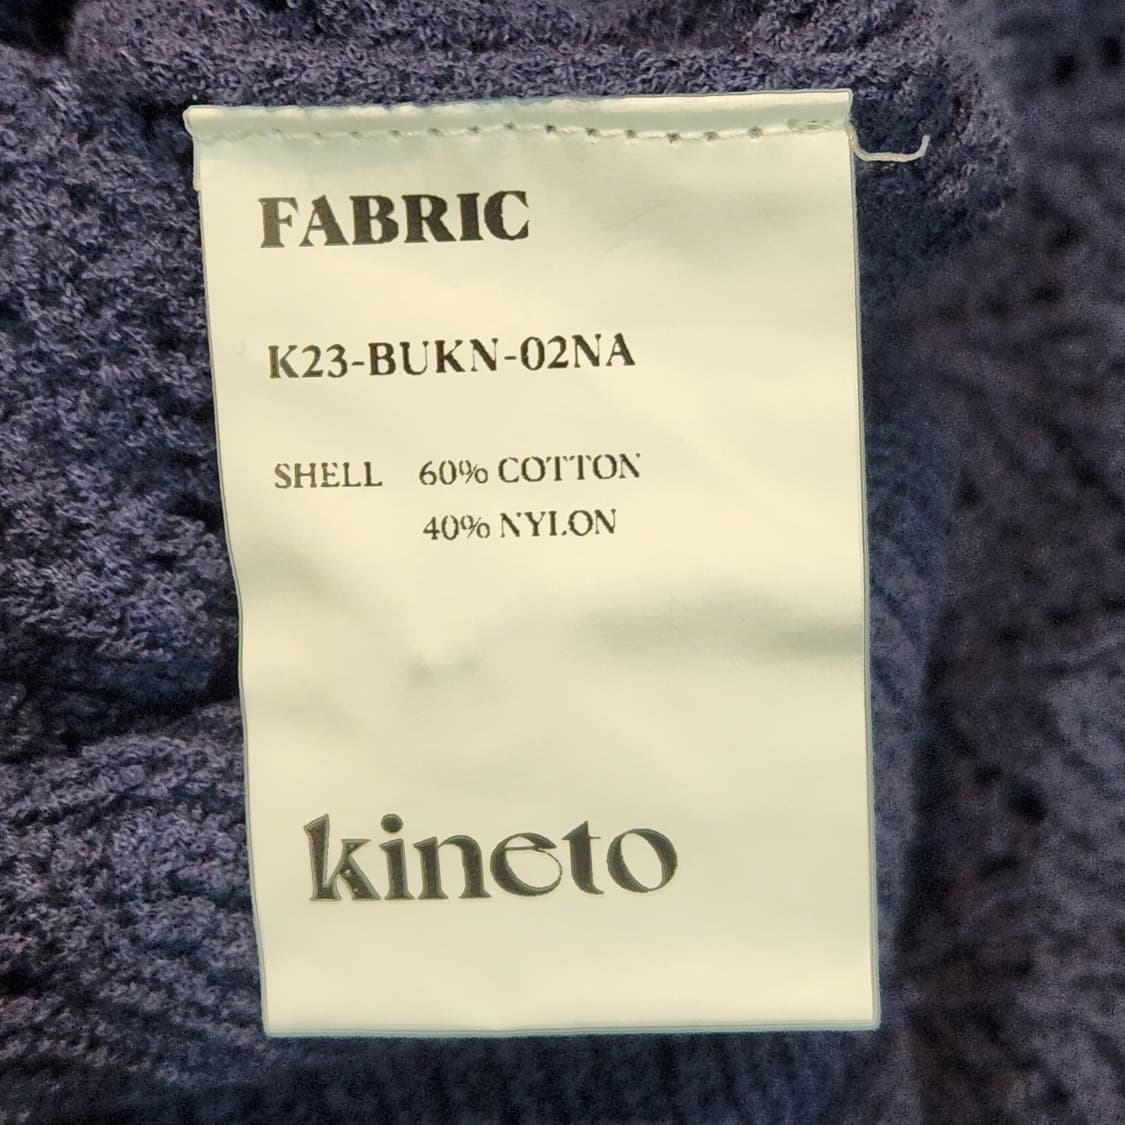 FABRIC
K23-BUKN-02NA
SHELL 60% COTTON
40% NYLON
kineto